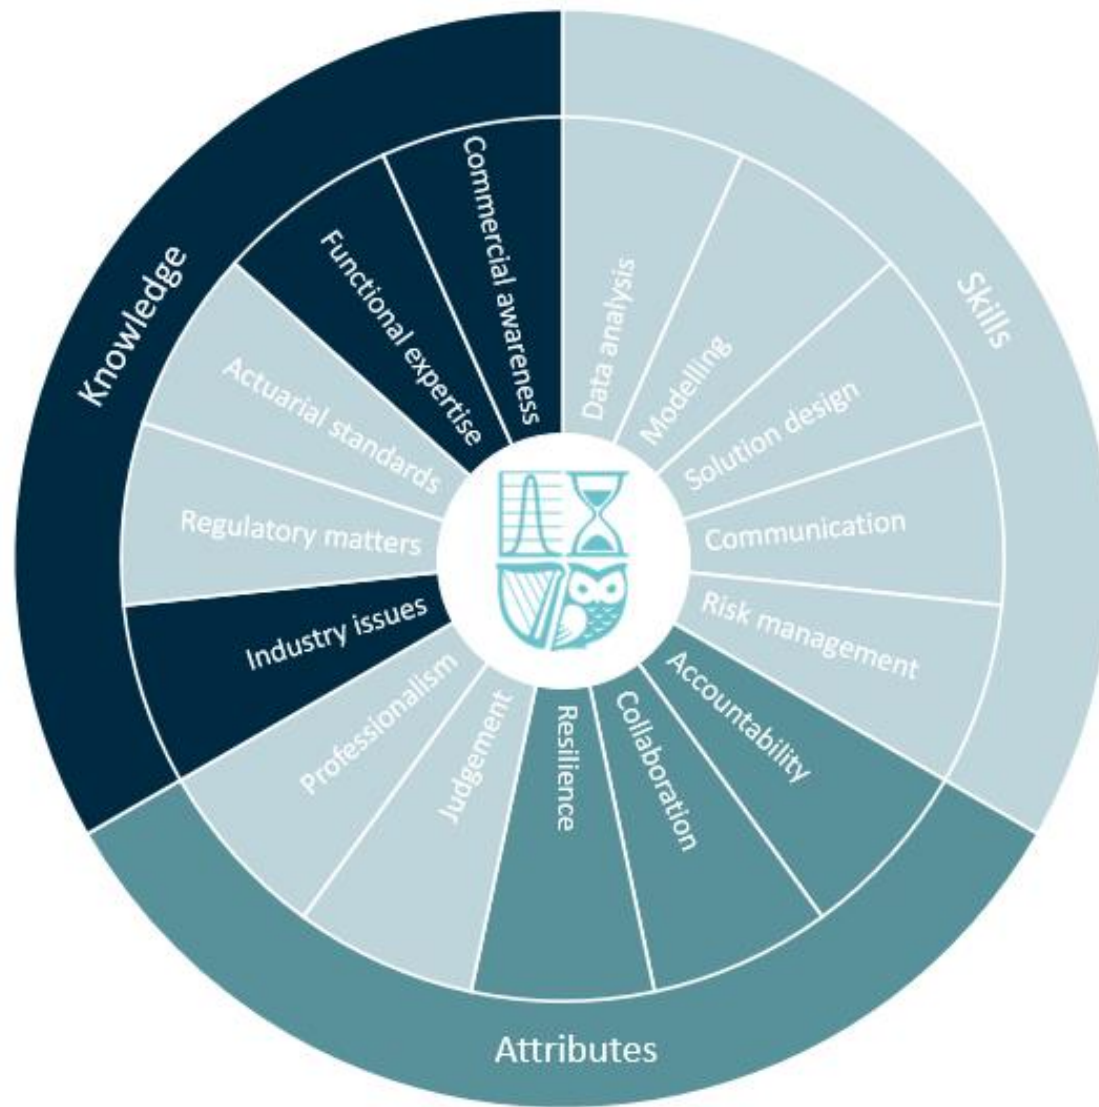 Knowledge
Skills
Attributes
Commercial awareness
Functional expertise
Actuarial standards
Regulatory matters
Industry issues
Data analysis
Modelling
Solution design
Communication
Risk management
Accountability
Collaboration
Resilience
Judgement
Professionalism